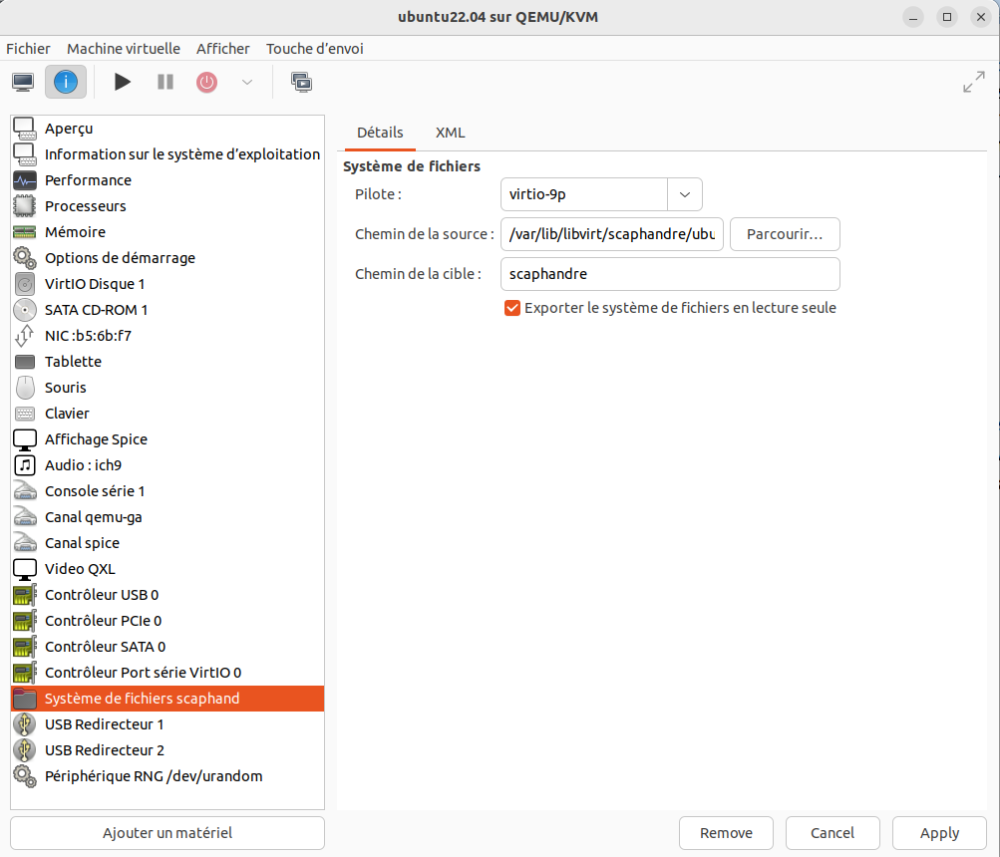 ubuntu22.04 sur QEMU/KVM
Fichier Machine virtuelle Afficher Touche d’envoi
Aperçu
Information sur le système d’exploitation
Performance
Processeurs
Mémoire
Options de démarrage
VirtIO Disque 1
SATA CD-ROM 1
NIC :b5:6b:f7
Tablette
Souris
Clavier
Affichage Spice
Audio : ich9
Console série 1
Canal qemu-ga
Canal spice
Video QXL
Contrôleur USB 0
Contrôleur PCIe 0
Contrôleur SATA 0
Contrôleur Port série VirtIO 0
Système de fichiers scaphand
USB Redirecteur 1
USB Redirecteur 2
Périphérique RNG /dev/urandom
Ajouter un matériel
Détails XML
Système de fichiers
Pilote : virtio-9p
Chemin de la source : /var/lib/libvirt/scaphandre/ubu Parcourir…
Chemin de la cible : scaphandre
Exporter le système de fichiers en lecture seule
Remove Cancel Apply